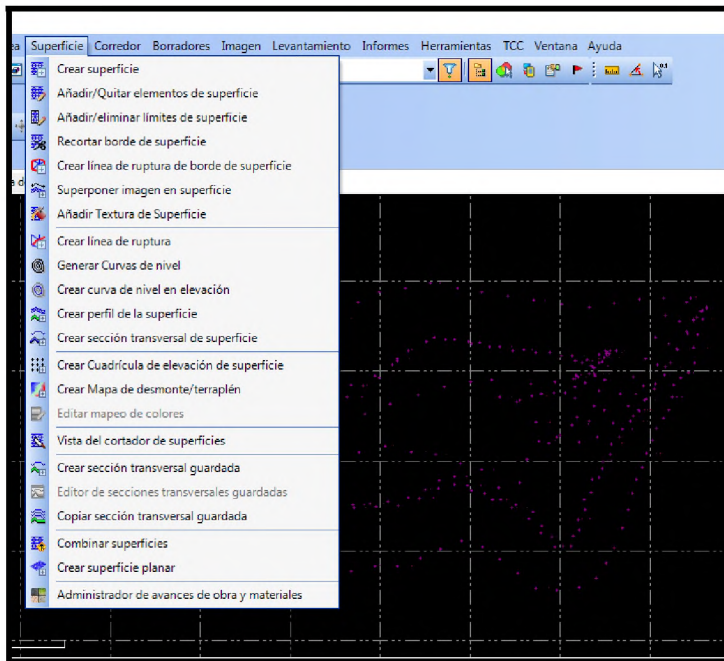 ea Superficie Corredor Borradores Imagen Levantamiento Informes Herramientas TCC Ventana Ayuda
Crear superficie
Añadir/Quitar elementos de superficie
Añadir/eliminar límites de superficie
Recortar borde de superficie
Crear línea de ruptura de borde de superficie
Superponer imagen en superficie
Añadir Textura de Superficie
Crear línea de ruptura
Generar Curvas de nivel
Crear curva de nivel en elevación
Crear perfil de la superficie
Crear sección transversal de superficie
Crear Cuadrícula de elevación de superficie
Crear Mapa de desmonte/terraplén
Editar mapeo de colores
Vista del cortador de superficies
Crear sección transversal guardada
Editor de secciones transversales guardadas
Copiar sección transversal guardada
Combinar superficies
Crear superficie planar
Administrador de avances de obra y materiales